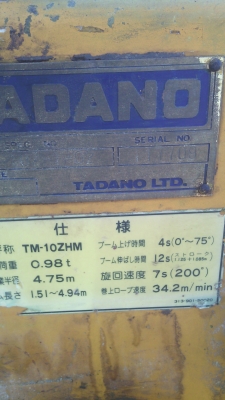 TADANO
SERIAL NO.
TADANO LTD.
仕 様
呼称 TM-10ZHM
荷重 0.98t
半径 4.75m
長さ 1.51～4.94m
ブーム上げ時間 4s(0°～75°)
ブーム伸ばし時間 12s
旋回速度 7s(200°)
巻上ロープ速度 34.2m/min